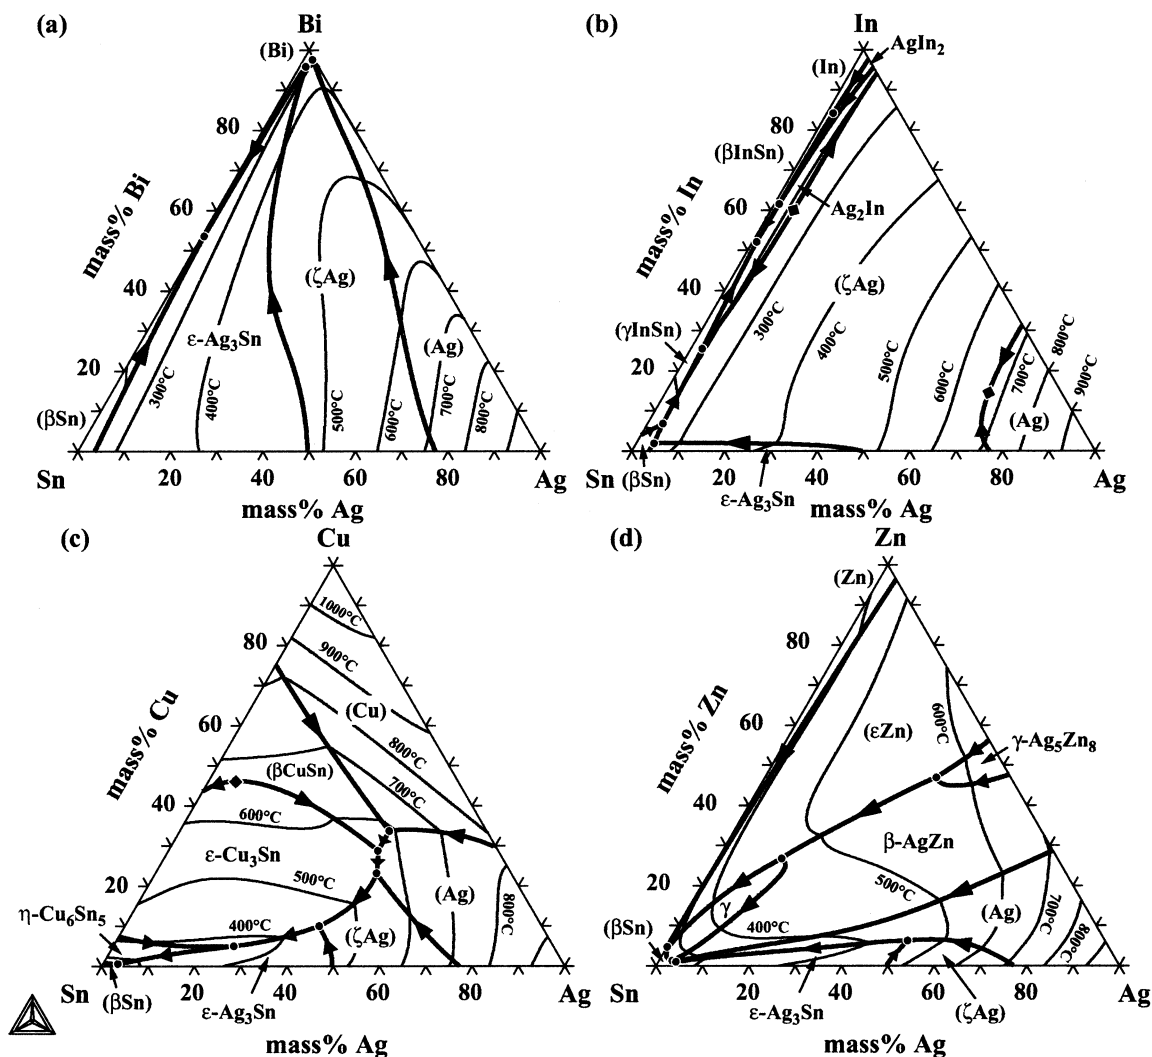 (a)
Bi
(Bi)
80
60
40
20
mass% Bi
(ζAg)
ε-Ag₃Sn
(Ag)
(βSn)
300°C
400°C
500°C
600°C
700°C
800°C
Sn
20
40
60
80
Ag
mass% Ag
(b)
In
AgIn₂
(In)
80
(βInSn)
60
Ag₂In
mass% In
40
(ζAg)
(γInSn)
20
300°C
400°C
500°C
600°C
700°C
800°C
900°C
(Ag)
Sn
(βSn)
20
40
60
80
Ag
ε-Ag₃Sn
mass% Ag
(c)
Cu
1000°C
80
900°C
(Cu)
60
mass% Cu
800°C
(βCuSn)
700°C
40
600°C
ε-Cu₃Sn
500°C
20
(Ag)
η-Cu₆Sn₅
400°C
(ζAg)
800°C
Sn
(βSn)
20
40
60
80
Ag
ε-Ag₃Sn
mass% Ag
(d)
Zn
(Zn)
80
60
mass% Zn
(εZn)
600°C
γ-Ag₅Zn₈
40
β-AgZn
20
500°C
γ
(Ag)
(βSn)
400°C
700°C
800°C
Sn
20
40
60
80
Ag
ε-Ag₃Sn
(ζAg)
mass% Ag